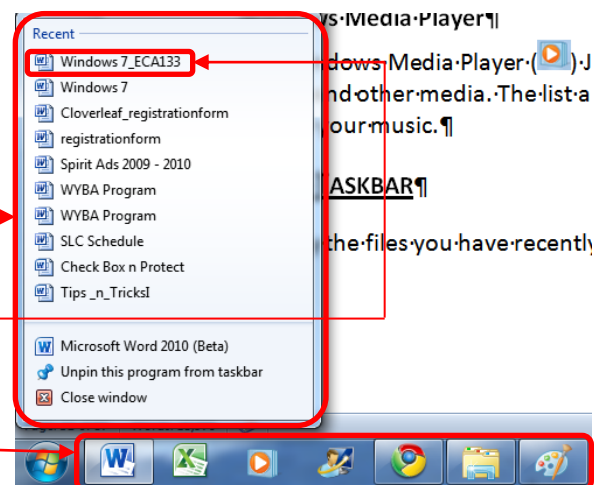 ws·Media·Player¶
Recent
Windows 7_ECA133
dows·Media·Player·( )·J
Windows 7
nd·other·media.·The·list·a
Cloverleaf_registrationform
our·music.¶
registrationform
Spirit Ads 2009 - 2010
WYBA Program
ASKBAR¶
WYBA Program
SLC Schedule
the·files·you·have·recently
Check Box n Protect
Tips _n_TricksI
Microsoft Word 2010 (Beta)
Unpin this program from taskbar
Close window